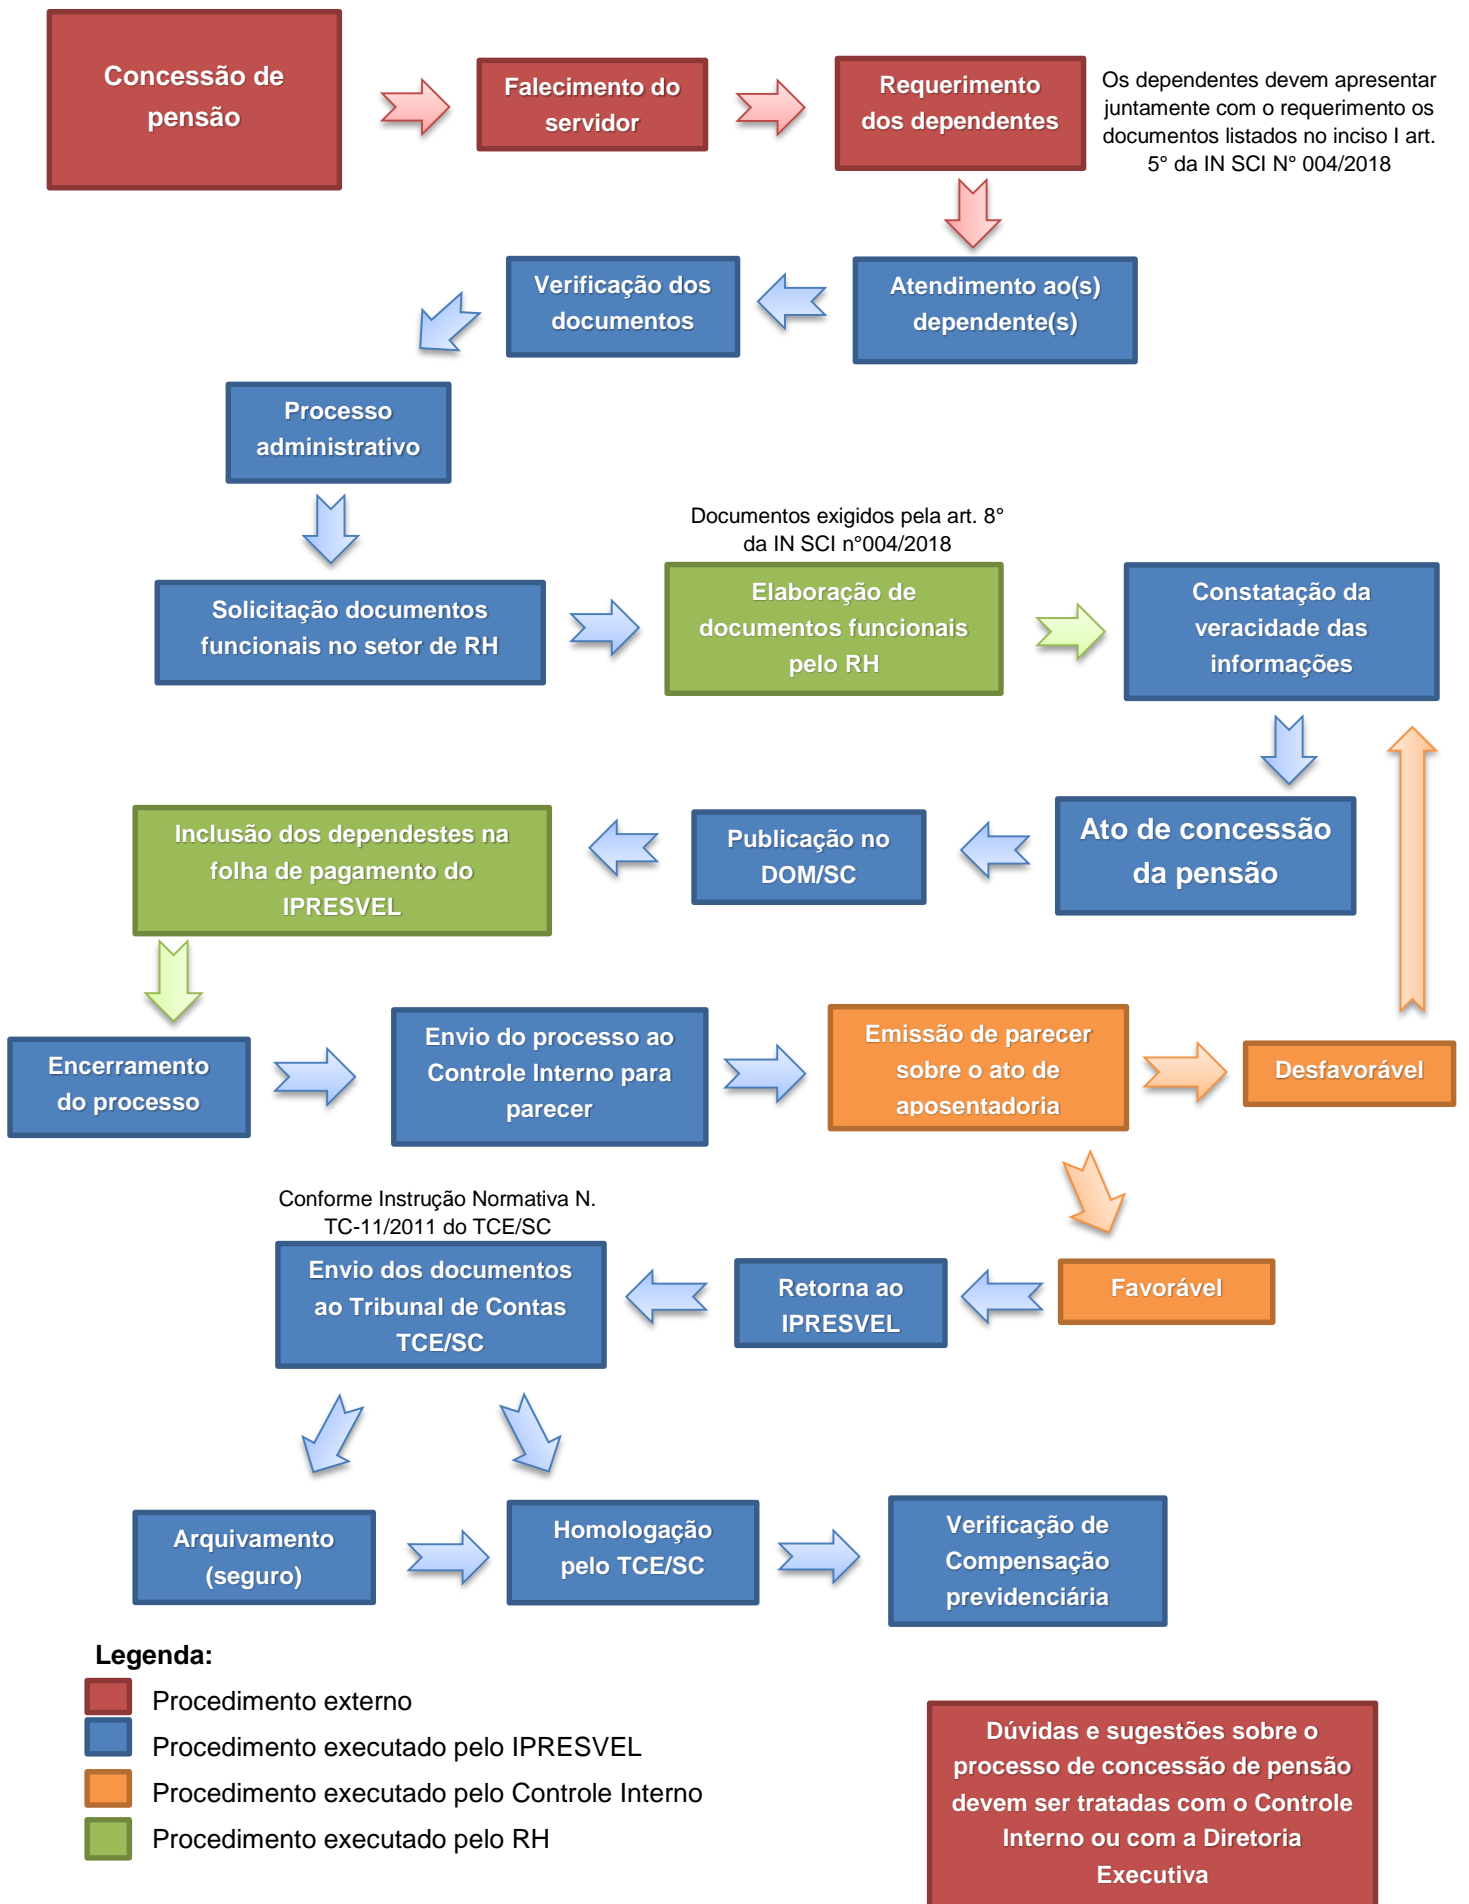 Concessão de
pensão
Falecimento do
servidor
Requerimento
dos dependentes
Os dependentes devem apresentar
juntamente com o requerimento os
documentos listados no inciso I art.
5° da IN SCI N° 004/2018
Atendimento ao(s)
dependente(s)
Verificação dos
documentos
Processo
administrativo
Solicitação documentos
funcionais no setor de RH
Documentos exigidos pela art. 8°
da IN SCI n°004/2018
Elaboração de
documentos funcionais
pelo RH
Constatação da
veracidade das
informações
Ato de concessão
da pensão
Publicação no
DOM/SC
Inclusão dos dependestes na
folha de pagamento do
IPRESVEL
Encerramento
do processo
Envio do processo ao
Controle Interno para
parecer
Emissão de parecer
sobre o ato de
aposentadoria
Desfavorável
Favorável
Retorna ao
IPRESVEL
Conforme Instrução Normativa N.
TC-11/2011 do TCE/SC
Envio dos documentos
ao Tribunal de Contas
TCE/SC
Arquivamento
(seguro)
Homologação
pelo TCE/SC
Verificação de
Compensação
previdenciária
Legenda:
Procedimento externo
Procedimento executado pelo IPRESVEL
Procedimento executado pelo Controle Interno
Procedimento executado pelo RH
Dúvidas e sugestões sobre o
processo de concessão de pensão
devem ser tratadas com o Controle
Interno ou com a Diretoria
Executiva